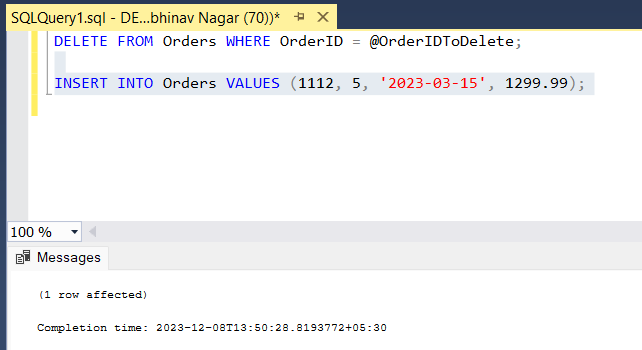 SQLQuery1.sql - DE...bhinav Nagar (70))*
DELETE FROM Orders WHERE OrderID = @OrderIDToDelete;
INSERT INTO Orders VALUES (1112, 5, '2023-03-15', 1299.99);
100 %
Messages
(1 row affected)
Completion time: 2023-12-08T13:50:28.8193772+05:30